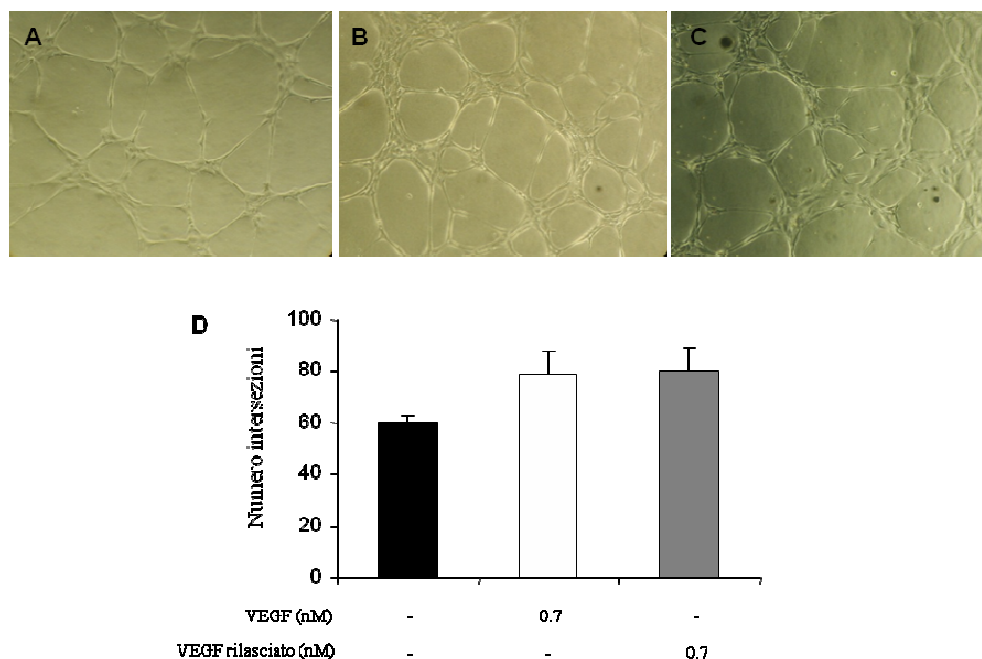 A
B
C
D
Numero intersezioni
100
80
60
40
20
0
VEGF (nM) - 0.7 -
VEGF rilasciato (nM) - - 0.7